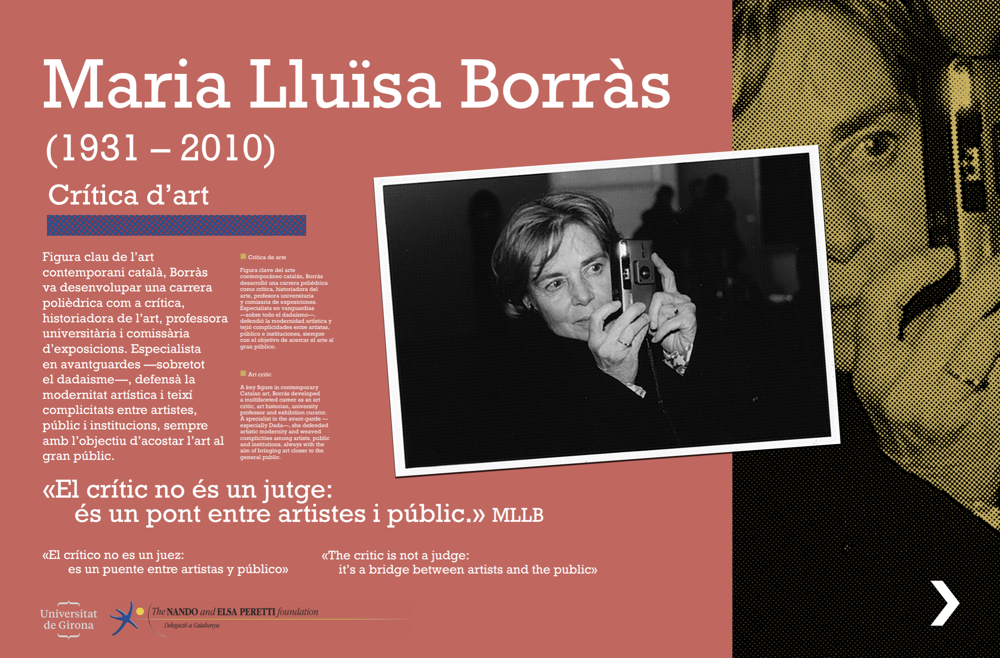 Maria Lluïsa Borràs
(1931 – 2010)
Crítica d’art
Figura clau de l’art
contemporani català, Borràs
va desenvolupar una carrera
polièdrica com a crítica,
historiadora de l’art, professora
universitària i comissària
d’exposicions. Especialista
en avantguardes —sobretot
el dadaisme—, defensà la
modernitat artística i teixí
complicitats entre artistes,
públic i institucions, sempre
amb l’objectiu d’acostar l’art al
gran públic.
Crítica de arte
Figura clave del arte
contemporáneo catalán, Borràs
desarrolló una carrera poliédrica
como crítica, historiadora del
arte, profesora universitaria
y comisaria de exposiciones.
Especialista en vanguardias
—sobre todo el dadaísmo—,
defendió la modernidad artística y
tejió complicidades entre artistas,
público e instituciones, siempre
con el objetivo de acercar el arte al
gran público.
Art critic
A key figure in contemporary
Catalan art, Borràs developed
a multifaceted career as an art
critic, art historian, university
professor and exhibition curator.
A specialist in the avant-garde —
especially Dada—, she defended
artistic modernity and weaved
complicities among artists, public
and institutions, always with the
aim of bringing art closer to the
general public.
«El crític no és un jutge:
és un pont entre artistes i públic.» MLLB
«El crítico no es un juez:
es un puente entre artistas y público»
«The critic is not a judge:
it’s a bridge between artists and the public»
Universitat
de Girona
The NANDO and ELSA PERETTI foundation
Delegació a Catalunya